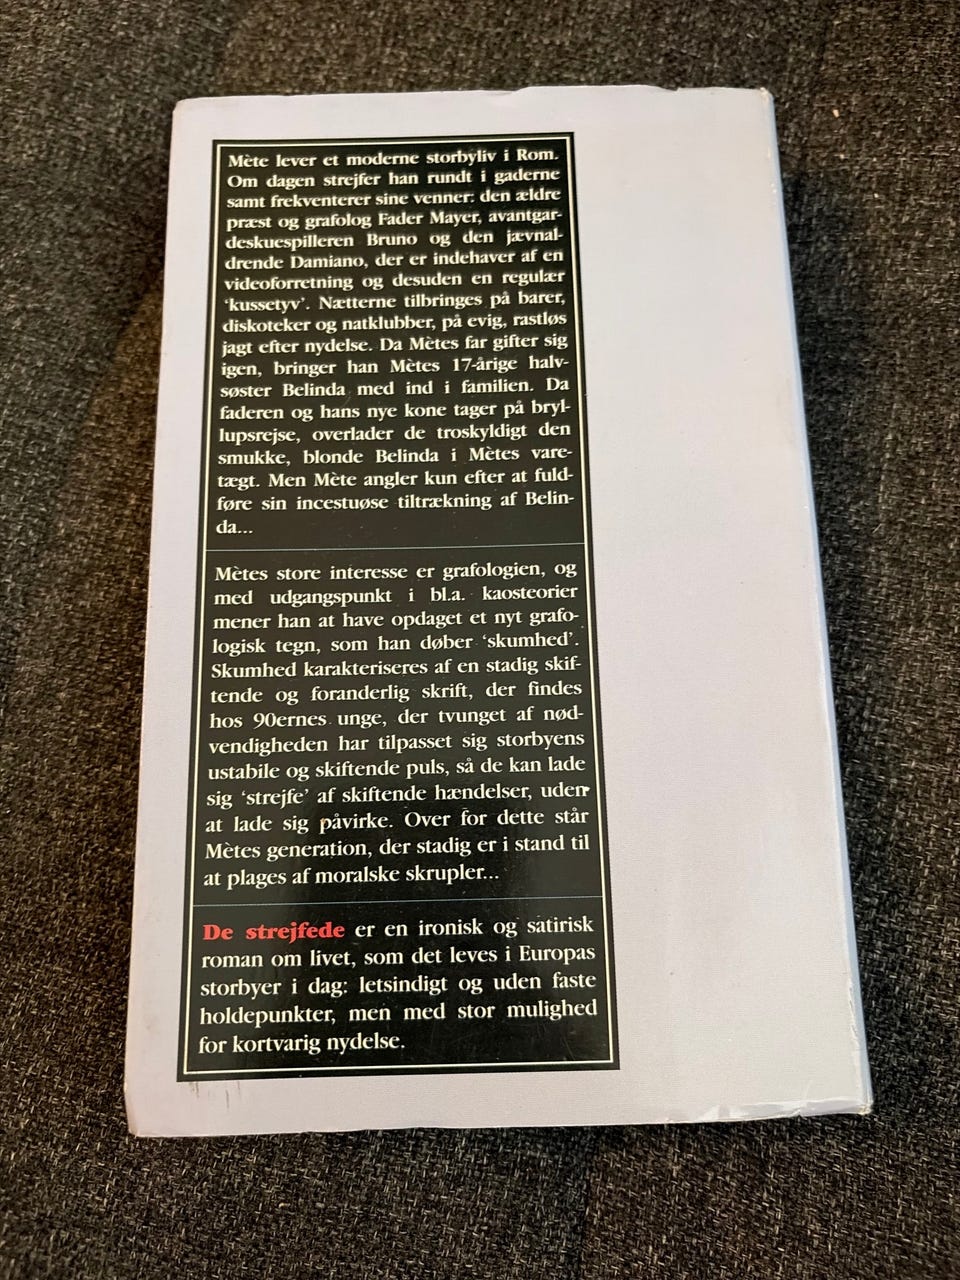 Mète lever et moderne storbyliv i Rom.
Om dagen strejfer han rundt i gaderne
samt frekventerer sine venner: den ældre
præst og grafolog Fader Mayer, avantgar-
deskuespilleren Bruno og den jævnal-
drende Damiano, der er indehaver af en
videoforretning og desuden en regulær
'kussetyv'. Nætterne tilbringes på barer,
diskoteker og natklubber, på evig, rastløs
jagt efter nydelse. Da Mètes far gifter sig
igen, bringer han Mètes 17-årige halv-
søster Belinda med ind i familien. Da
faderen og hans nye kone tager på bryl-
lupsrejse, overlader de troskyldigt den
smukke, blonde Belinda i Mètes vare-
tægt. Men Mète angler kun efter at fuld-
føre sin incestuøse tiltrækning af Belin-
da...
Mètes store interesse er grafologien, og
med udgangspunkt i bl.a. kaosteorier
mener han at have opdaget et nyt grafo-
logisk tegn, som han døber 'skumhed'.
Skumhed karakteriseres af en stadig skif-
tende og foranderlig skrift, der findes
hos 90ernes unge, der tvunget af nød-
vendigheden har tilpasset sig storbyens
ustabile og skiftende puls, så de kan lade
sig 'strejfe' af skiftende hændelser, uden
at lade sig påvirke. Over for dette står
Mètes generation, der stadig er i stand til
at plages af moralske skrupler...
De strejfede er en ironisk og satirisk
roman om livet, som det leves i Europas
storbyer i dag: letsindigt og uden faste
holdepunkter, men med stor mulighed
for kortvarig nydelse.